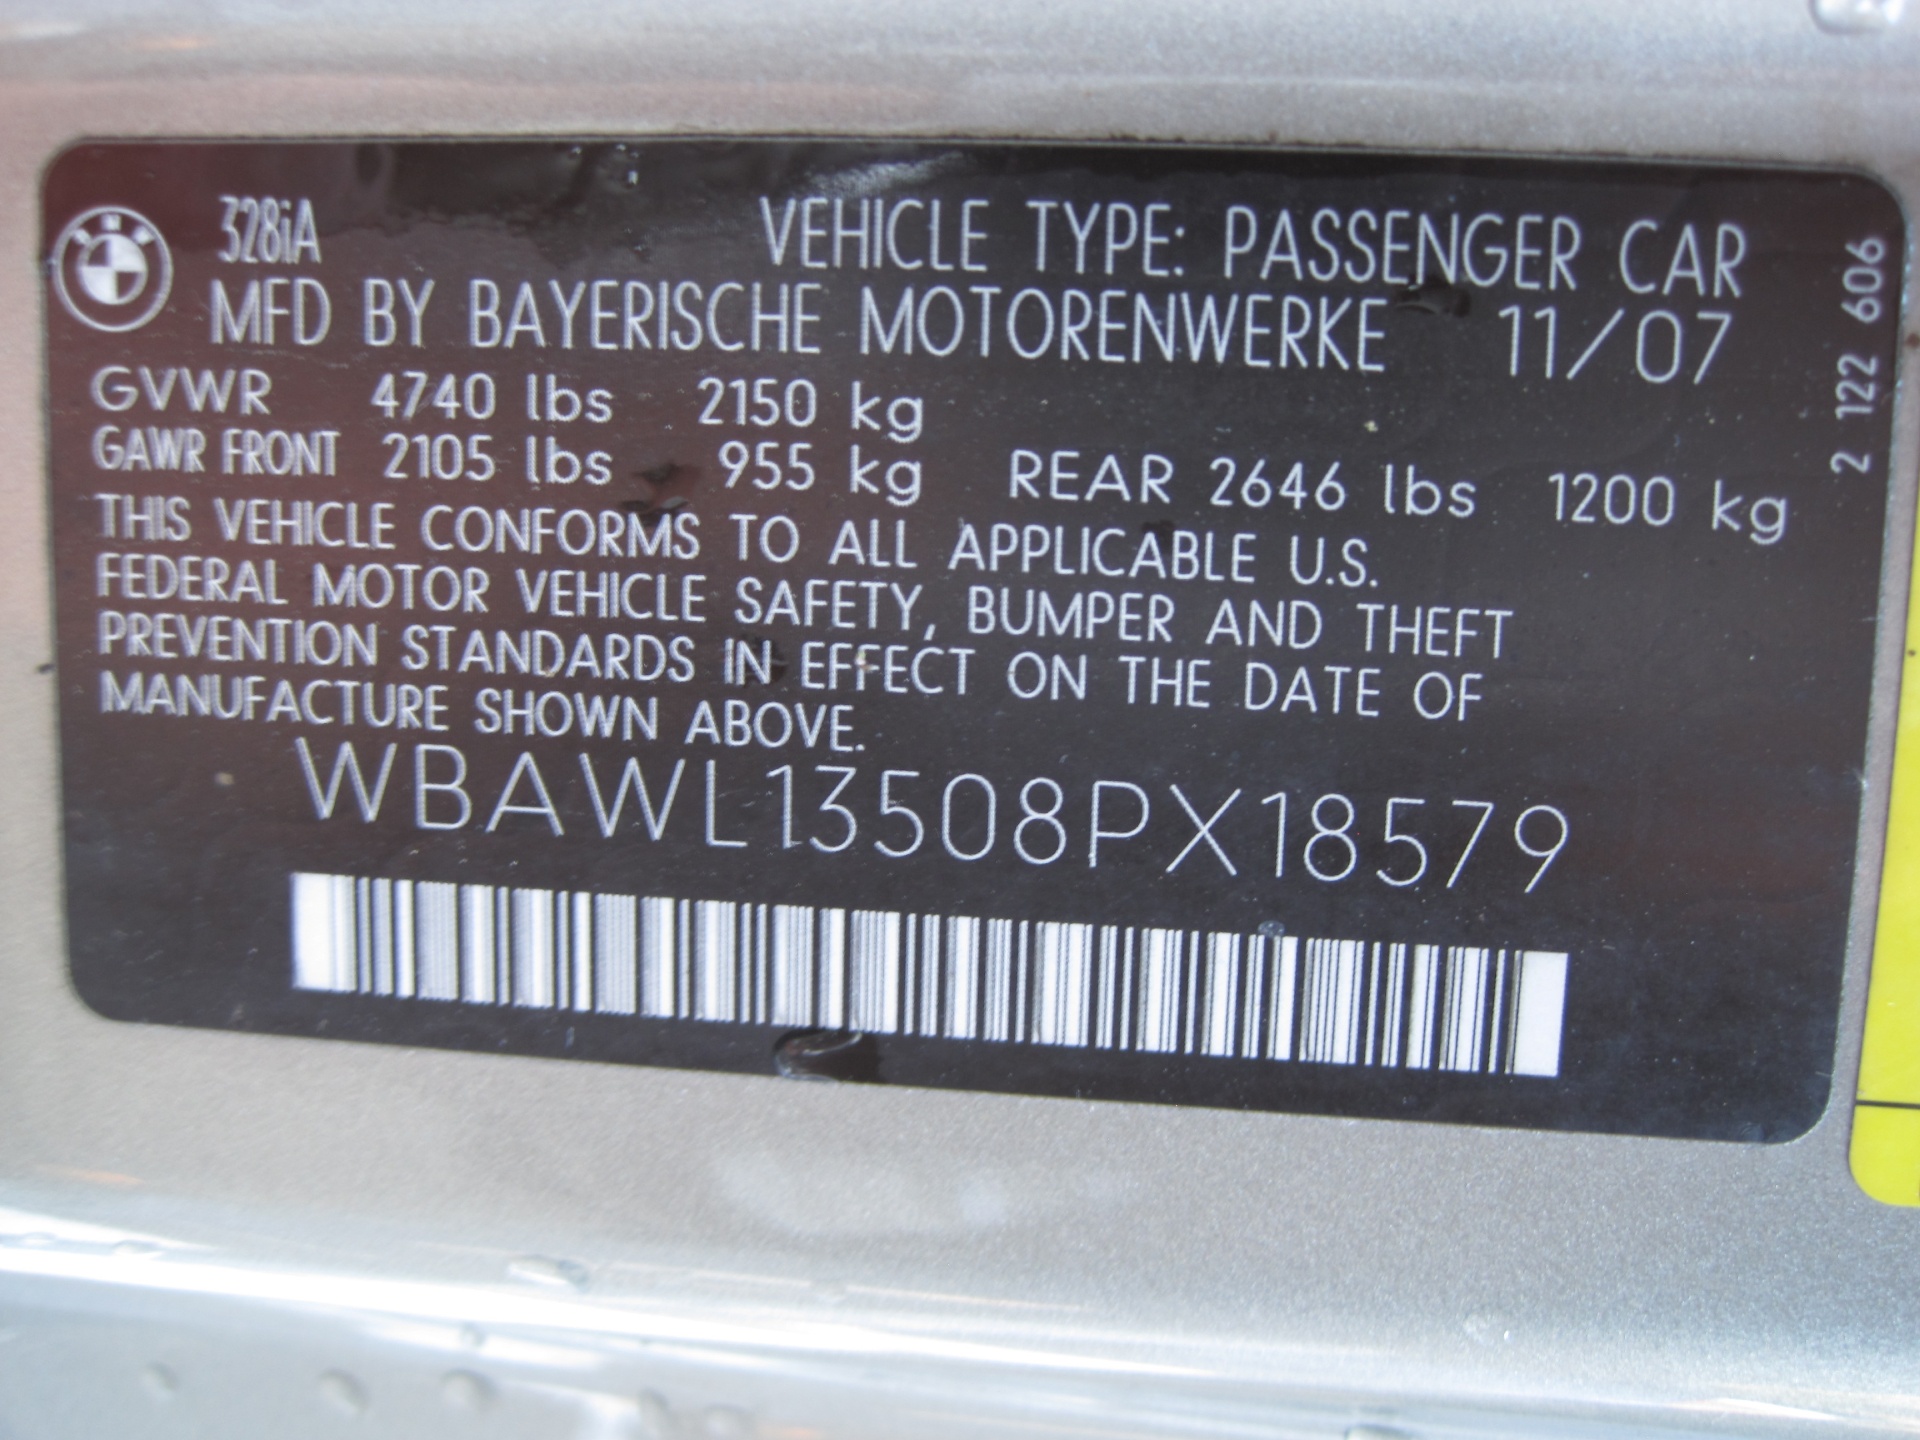 328iA VEHICLE TYPE: PASSENGER CAR
MFD BY BAYERISCHE MOTORENWERKE 11/07
GVWR 4740 lbs 2150 kg
GAWR FRONT 2105 lbs 955 kg REAR 2646 lbs 1200 kg
THIS VEHICLE CONFORMS TO ALL APPLICABLE U.S.
FEDERAL MOTOR VEHICLE SAFETY, BUMPER AND THEFT
PREVENTION STANDARDS IN EFFECT ON THE DATE OF
MANUFACTURE SHOWN ABOVE.
WBAWL13508PX18579
2 122 606